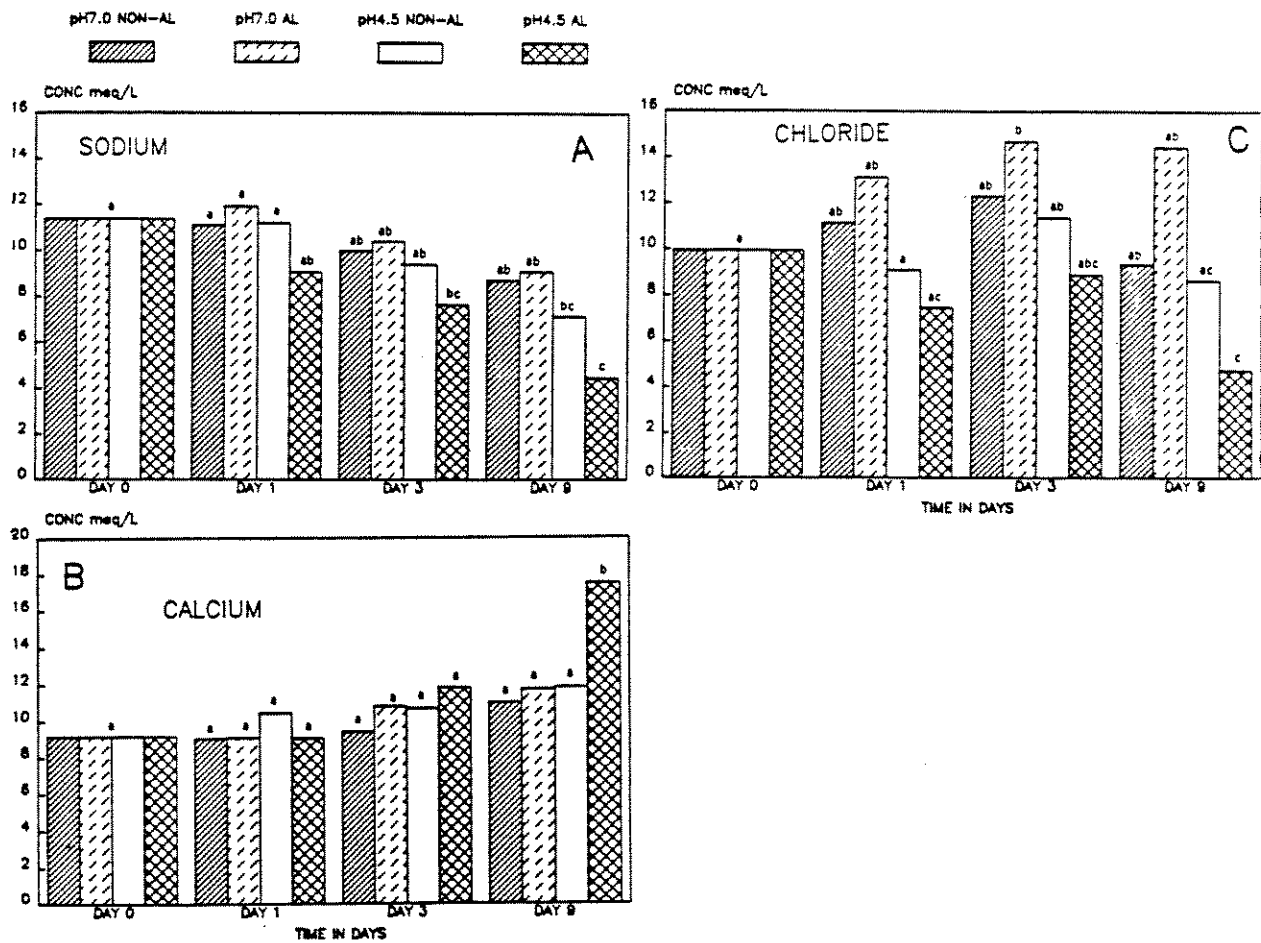 pH7.0 NON-AL pH7.0 AL pH4.5 NON-AL pH4.5 AL
CONC meq/L
16
14
12
10
8
6
4
2
0
SODIUM
A
a
a a a ab
ab ab ab bc
ab ab bc c
DAY 0 DAY 1 DAY 3 DAY 9
CONC meq/L
16
14
12
10
8
6
4
2
0
CHLORIDE
C
a
ab ab a ac
ab b ab abc
ab ab ac c
DAY 0 DAY 1 DAY 3 DAY 9
TIME IN DAYS
CONC meq/L
20
18
16
14
12
10
8
6
4
2
0
B
CALCIUM
a
a a a a
a a a a
a a a b
DAY 0 DAY 1 DAY 3 DAY 9
TIME IN DAYS